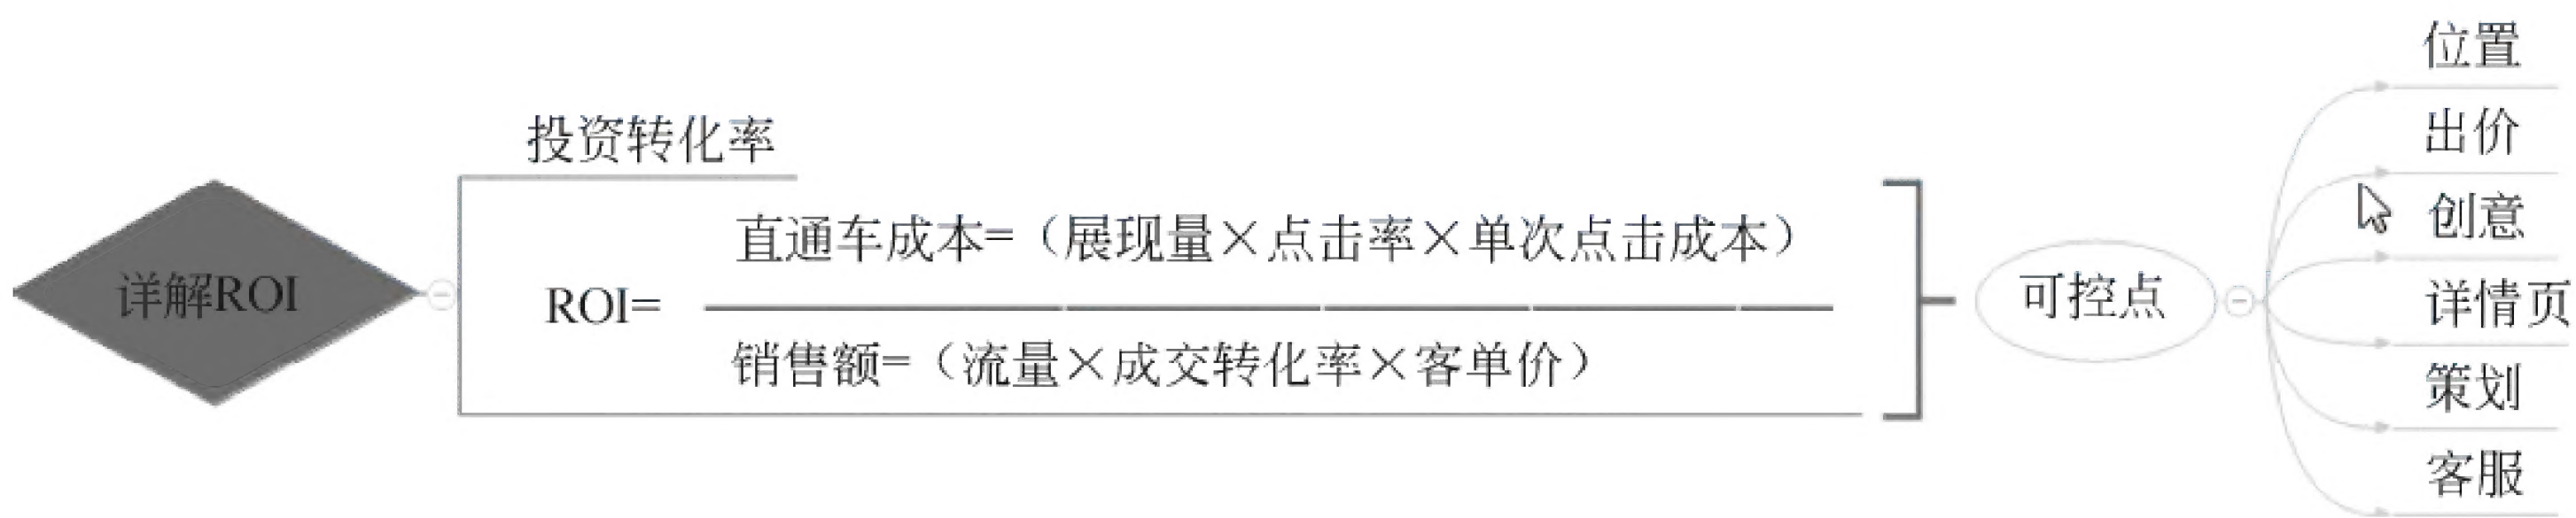 详解ROI
投资转化率
直通车成本=（展现量×点击率×单次点击成本）
ROI=
销售额=（流量×成交转化率×客单价）
可控点
位置
出价
创意
详情页
策划
客服